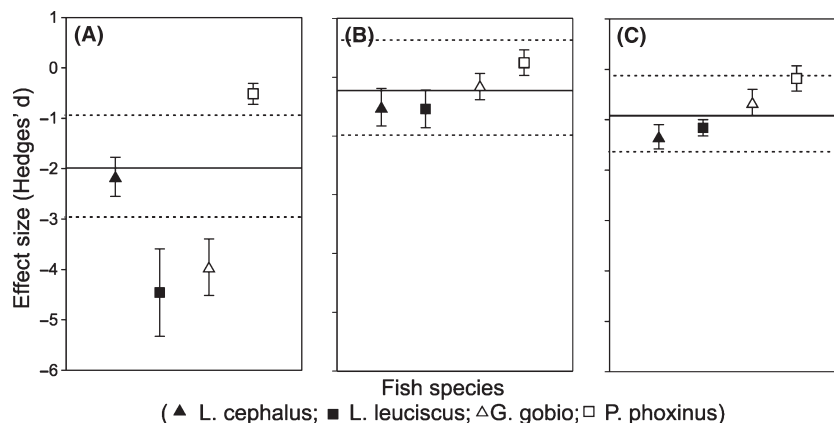 (A)
(B)
(C)
Effect size (Hedges' d)
1
0
−1
−2
−3
−4
−5
−6
Fish species
( ▲ L. cephalus; ■ L. leuciscus; △G. gobio; □ P. phoxinus)